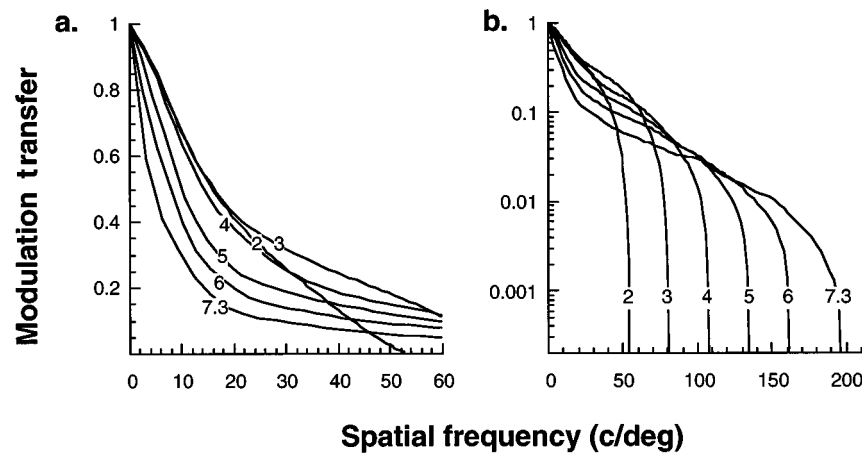 a.
b.
Modulation transfer
1
0.8
0.6
0.4
0.2
0 10 20 30 40 50 60
4
2
3
5
6
7.3
1
0.1
0.01
0.001
0 50 100 150 200
2 3 4 5 6 7.3
Spatial frequency (c/deg)